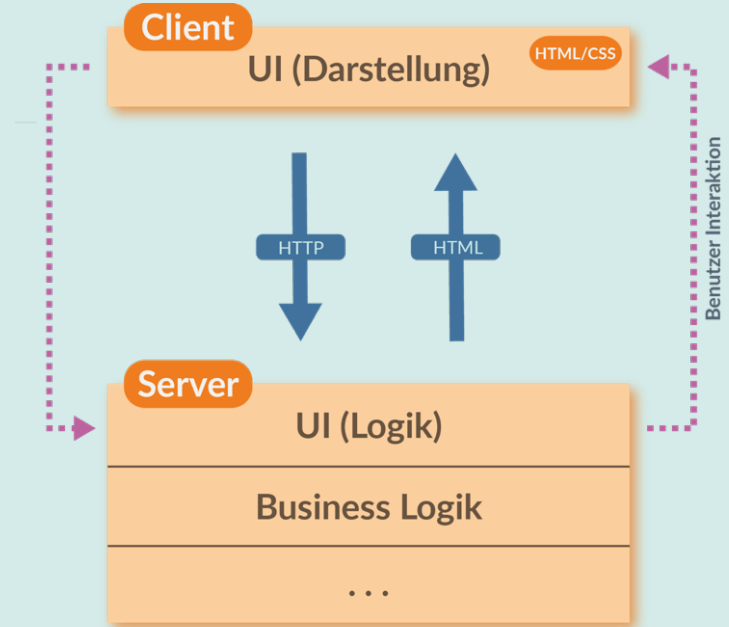 Client
UI (Darstellung)
HTML/CSS
HTTP
HTML
Benutzer Interaktion
Server
UI (Logik)
Business Logik
...